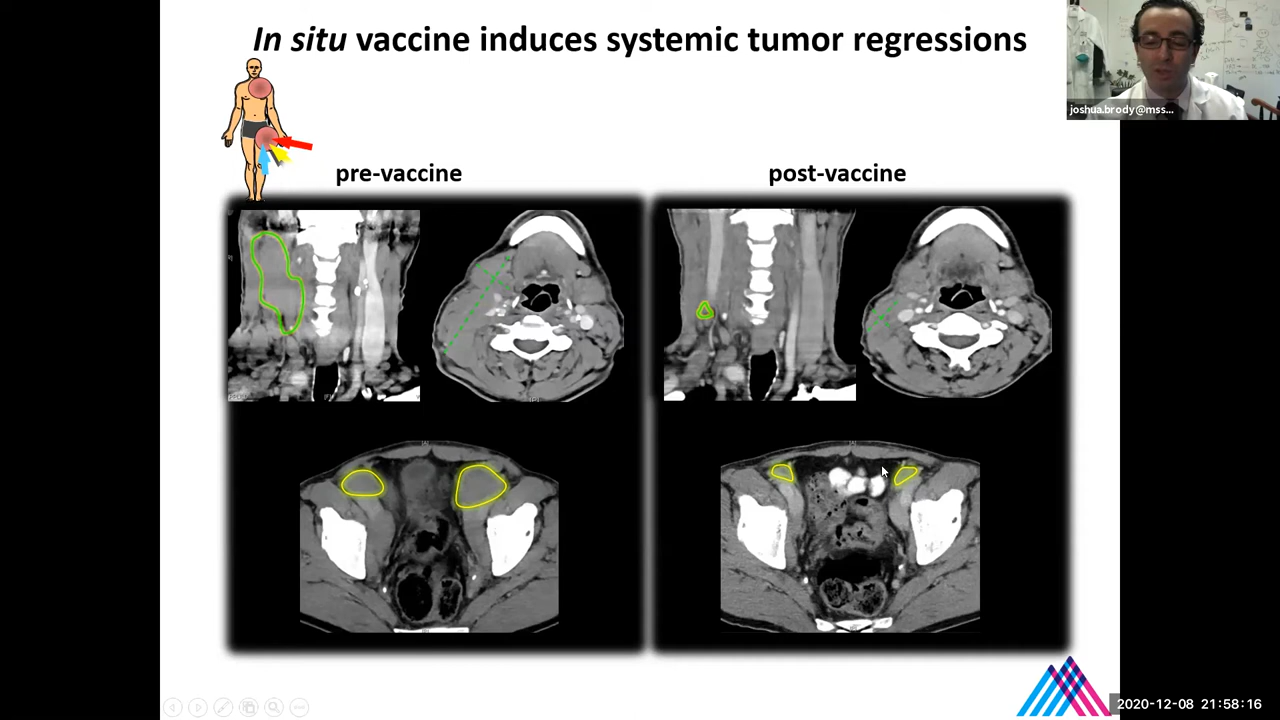 In situ vaccine induces systemic tumor regressions
joshua.brody@mss...
pre-vaccine
post-vaccine
2020-12-08 21:58:16